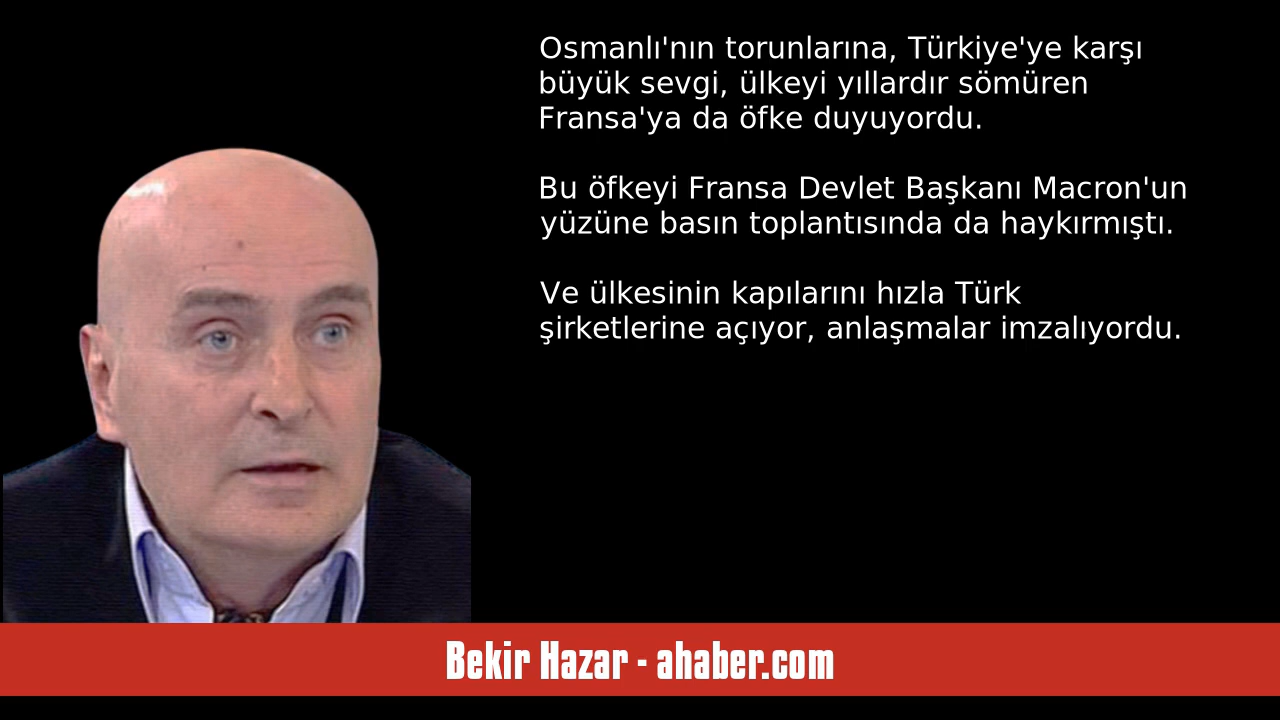 Osmanlı'nın torunlarına, Türkiye'ye karşı
büyük sevgi, ülkeyi yıllardır sömüren
Fransa'ya da öfke duyuyordu.
Bu öfkeyi Fransa Devlet Başkanı Macron'un
yüzüne basın toplantısında da haykırmıştı.
Ve ülkesinin kapılarını hızla Türk
şirketlerine açıyor, anlaşmalar imzalıyordu.
Bekir Hazar - ahaber.com